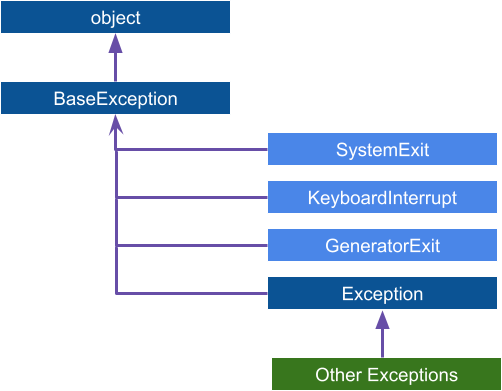 object
BaseException
SystemExit
KeyboardInterrupt
GeneratorExit
Exception
Other Exceptions